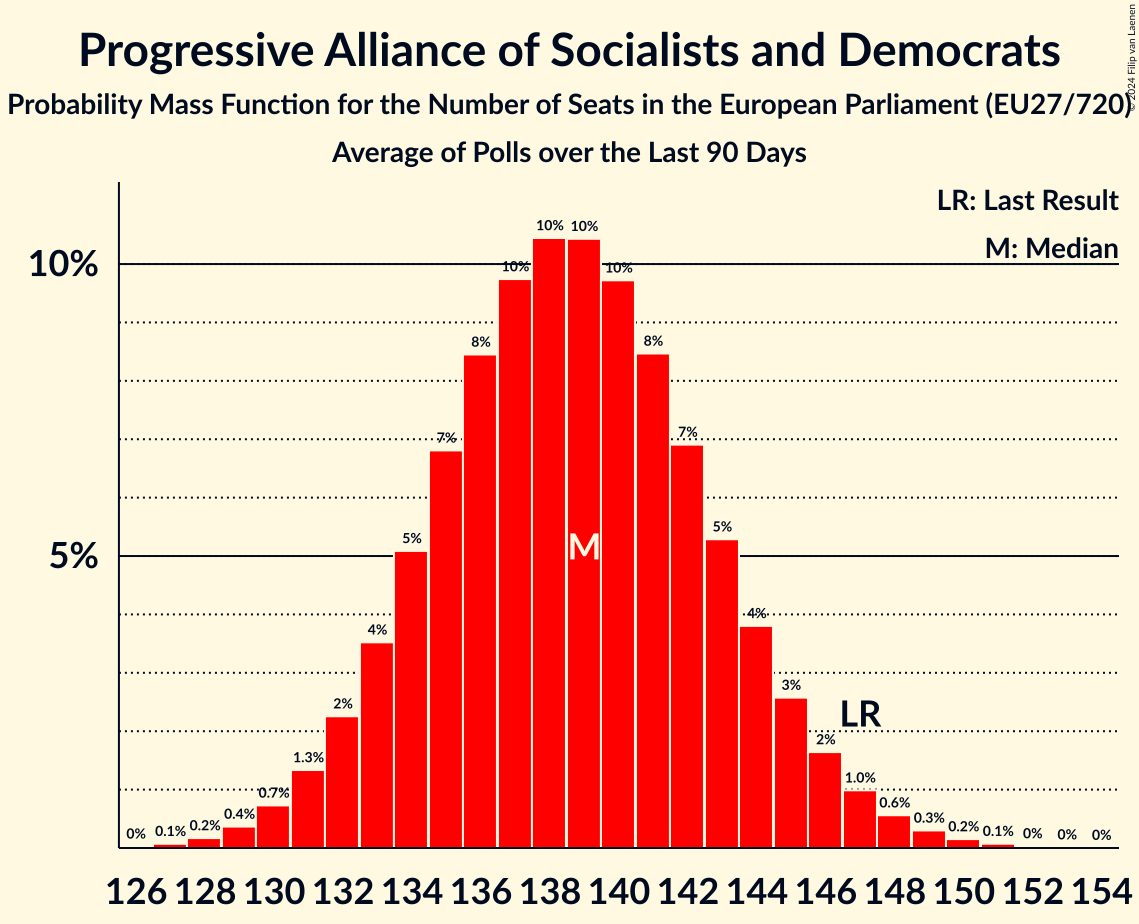 Progressive Alliance of Socialists and Democrats
© 2024 Filip van Laenen
Probability Mass Function for the Number of Seats in the European Parliament (EU27/720)
Average of Polls over the Last 90 Days
LR: Last Result
M: Median
10%
5%
0% 0.1% 0.2% 0.4% 0.7% 1.3% 2% 4% 5% 7% 8% 10% 10% 10% 10% 8% 7% 5% 4% 3% 2% 1.0% 0.6% 0.3% 0.2% 0.1% 0% 0% 0%
M
LR
126 128 130 132 134 136 138 140 142 144 146 148 150 152 154